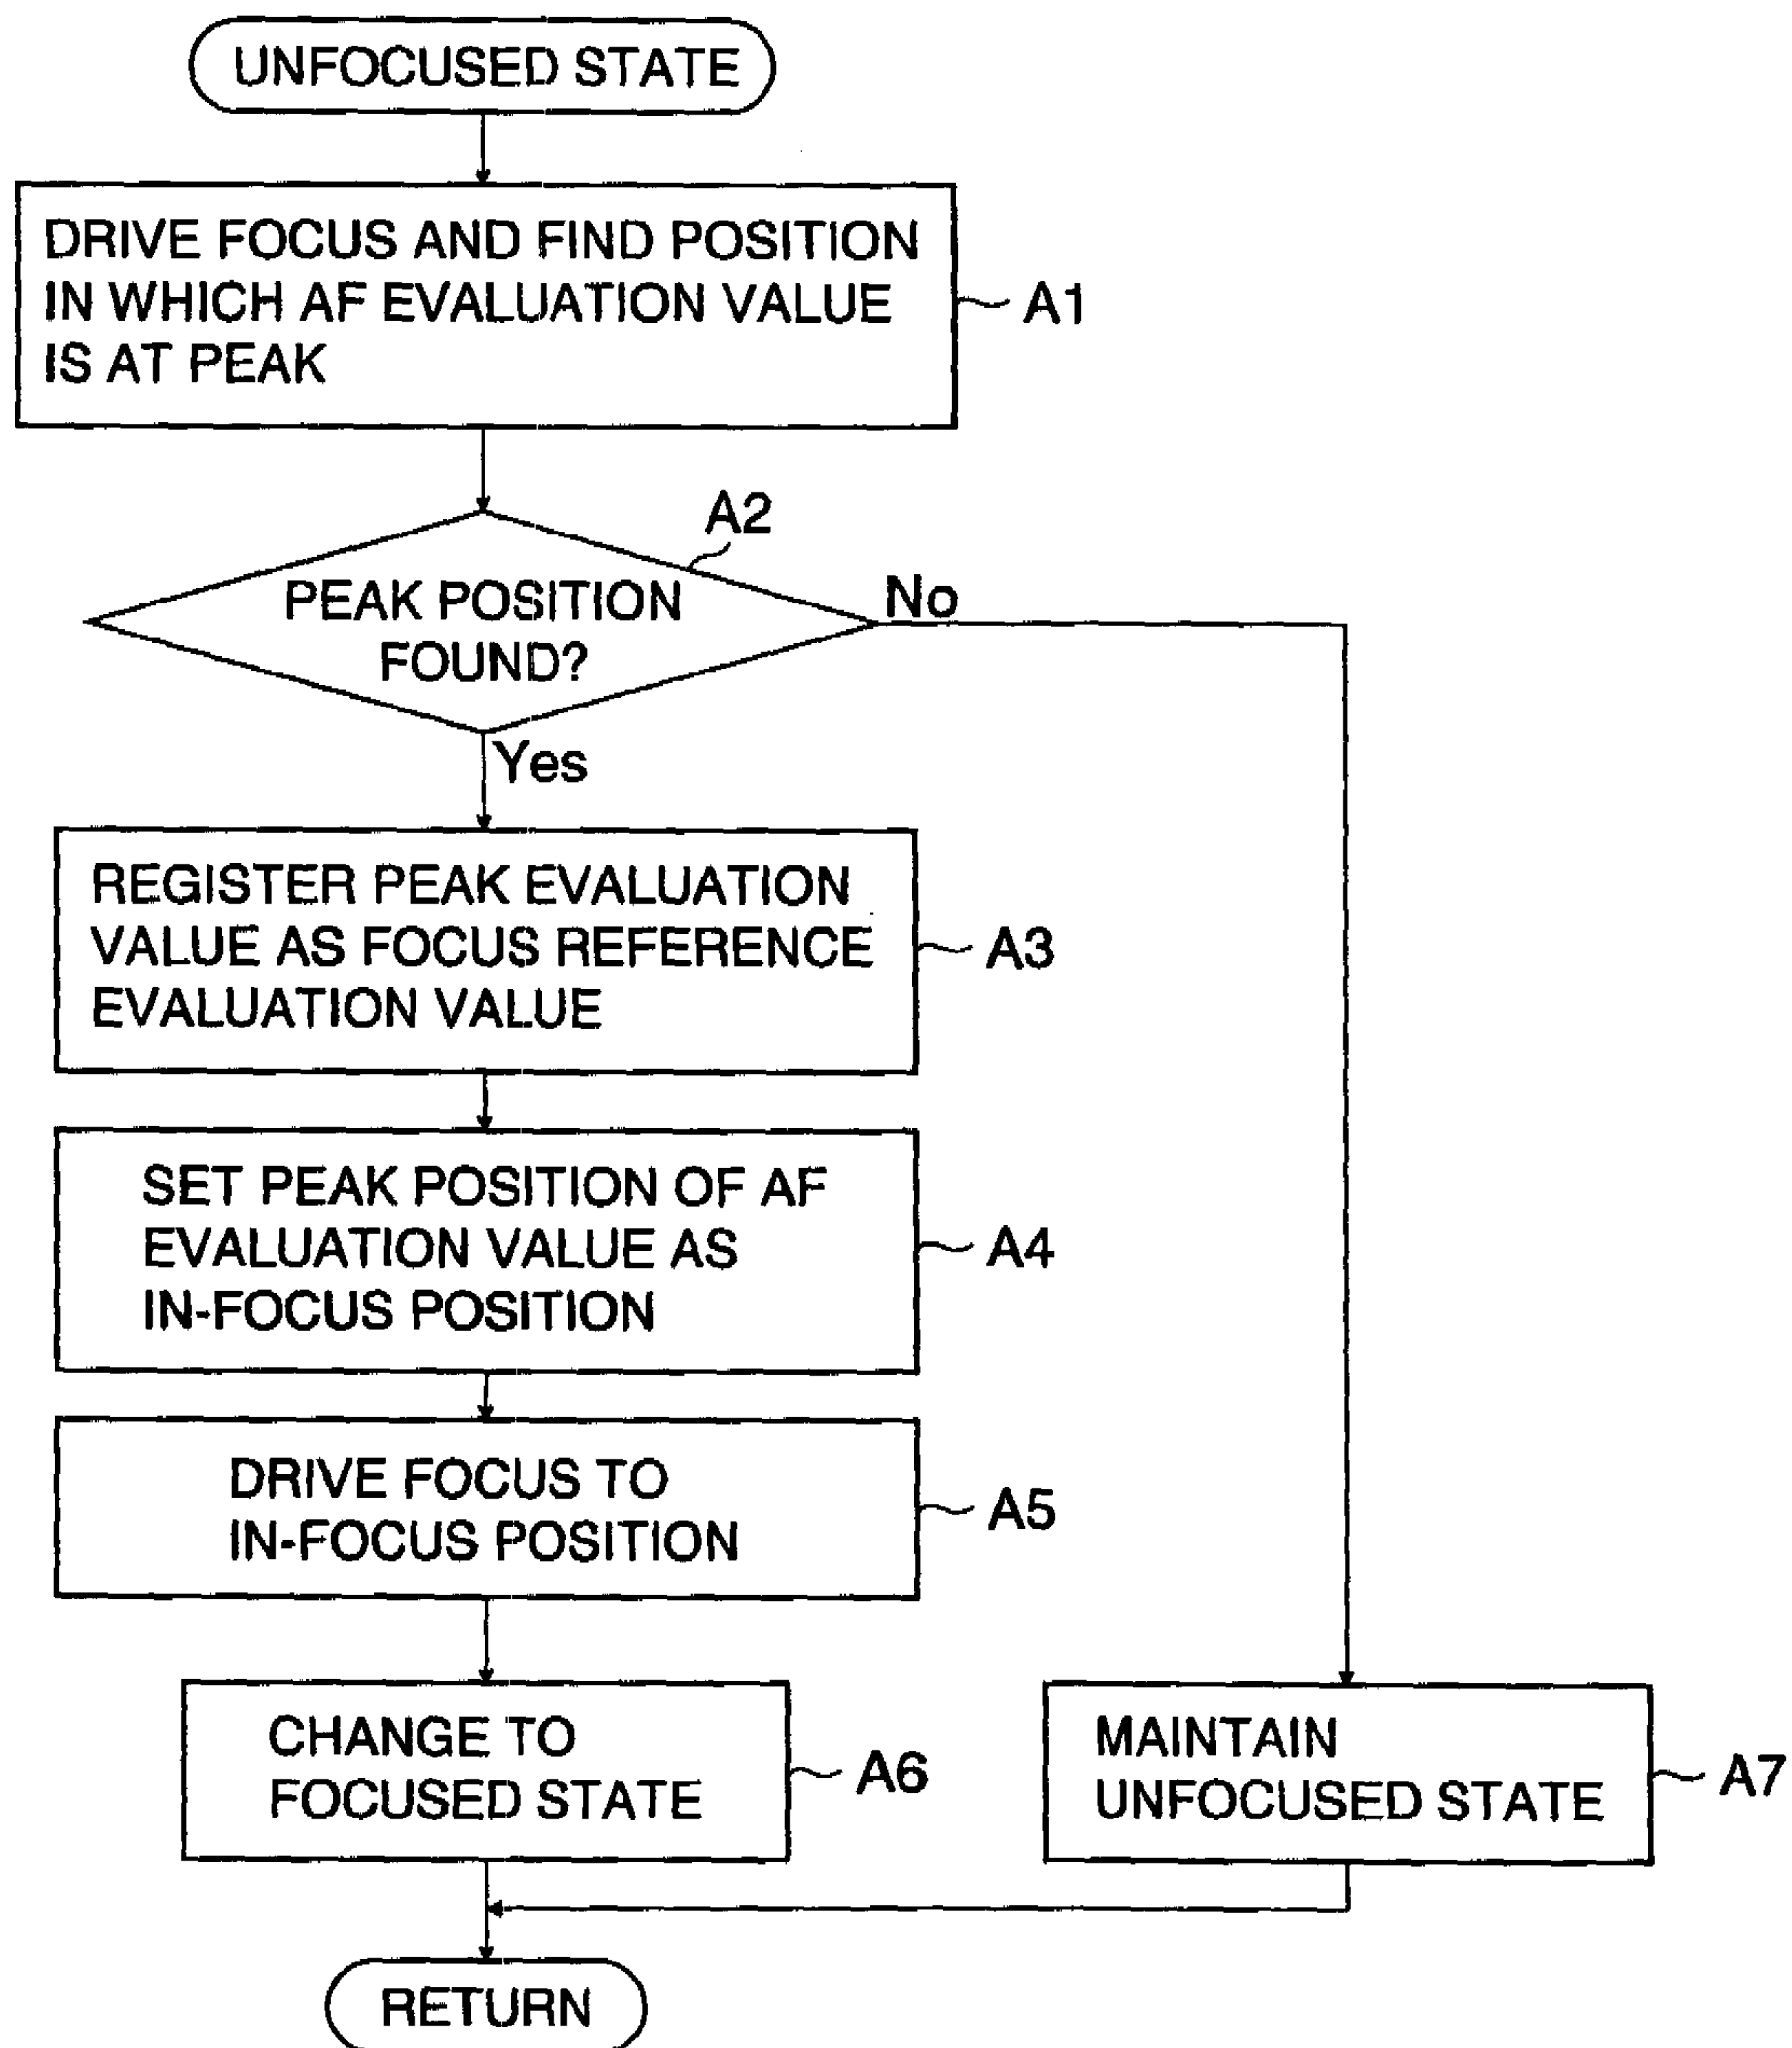 UNFOCUSED STATE
DRIVE FOCUS AND FIND POSITION
IN WHICH AF EVALUATION VALUE
IS AT PEAK
A1
A2
PEAK POSITION
FOUND?
No
Yes
REGISTER PEAK EVALUATION
VALUE AS FOCUS REFERENCE
EVALUATION VALUE
A3
SET PEAK POSITION OF AF
EVALUATION VALUE AS
IN-FOCUS POSITION
A4
DRIVE FOCUS TO
IN-FOCUS POSITION
A5
CHANGE TO
FOCUSED STATE
A6
MAINTAIN
UNFOCUSED STATE
A7
RETURN